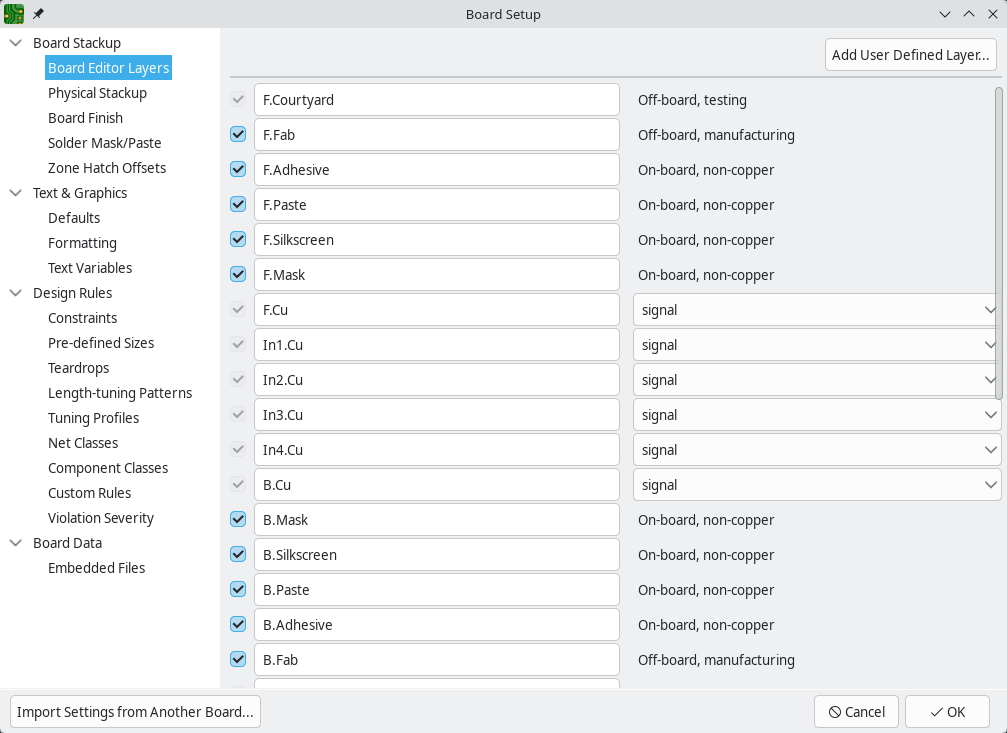 Board Setup
Board Stackup
Board Editor Layers
Physical Stackup
Board Finish
Solder Mask/Paste
Zone Hatch Offsets
Text & Graphics
Defaults
Formatting
Text Variables
Design Rules
Constraints
Pre-defined Sizes
Teardrops
Length-tuning Patterns
Tuning Profiles
Net Classes
Component Classes
Custom Rules
Violation Severity
Board Data
Embedded Files
Add User Defined Layer...
F.Courtyard Off-board, testing
F.Fab Off-board, manufacturing
F.Adhesive On-board, non-copper
F.Paste On-board, non-copper
F.Silkscreen On-board, non-copper
F.Mask On-board, non-copper
F.Cu signal
In1.Cu signal
In2.Cu signal
In3.Cu signal
In4.Cu signal
B.Cu signal
B.Mask On-board, non-copper
B.Silkscreen On-board, non-copper
B.Paste On-board, non-copper
B.Adhesive On-board, non-copper
B.Fab Off-board, manufacturing
Import Settings from Another Board... Cancel OK